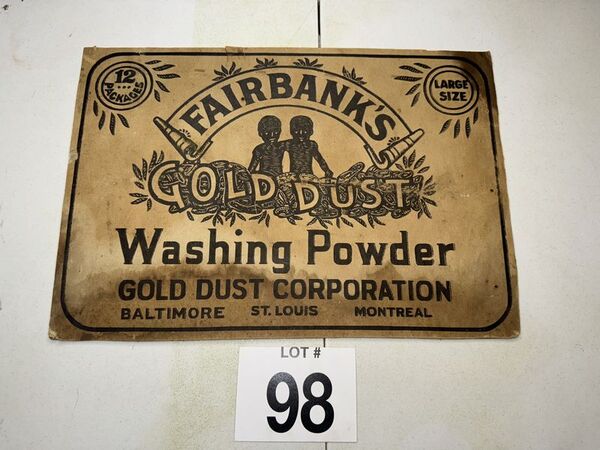 12
PACKAGES
FAIRBANK'S
LARGE
SIZE
GOLD DUST
Washing Powder
GOLD DUST CORPORATION
BALTIMORE ST. LOUIS MONTREAL
LOT #
98